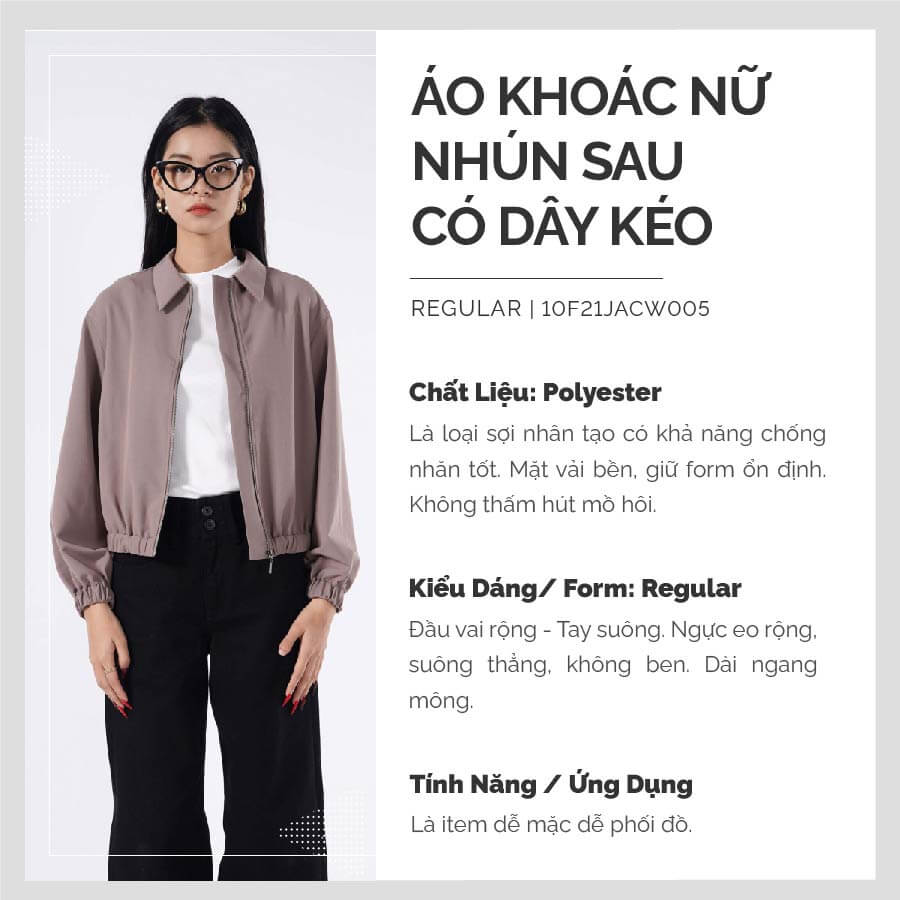 ÁO KHOÁC NỮ
NHÚN SAU
CÓ DÂY KÉO
REGULAR | 10F21JACW005
Chất Liệu: Polyester
Là loại sợi nhân tạo có khả năng chống
nhăn tốt. Mặt vải bền, giữ form ổn định.
Không thấm hút mồ hôi.
Kiểu Dáng/ Form: Regular
Đầu vai rộng - Tay suông. Ngực eo rộng,
suông thẳng, không ben. Dài ngang
mông.
Tính Năng / Ứng Dụng
Là item dễ mặc dễ phối đồ.